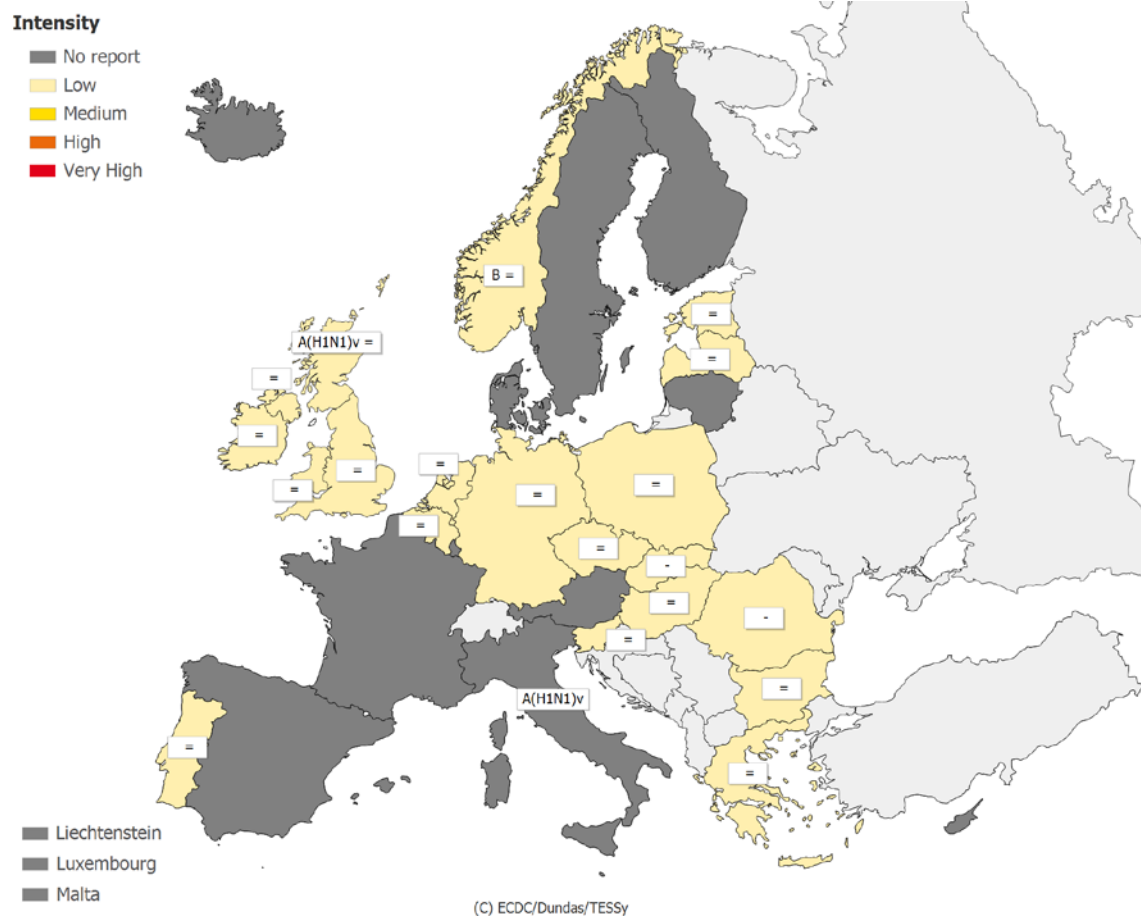 Intensity
No report
Low
Medium
High
Very High
B =
=
A(H1N1)v =
=
=
=
=
=
=
=
=
=
=
-
=
-
=
=
A(H1N1)v
=
=
Liechtenstein
Luxembourg
Malta
(C) ECDC/Dundas/TESSy